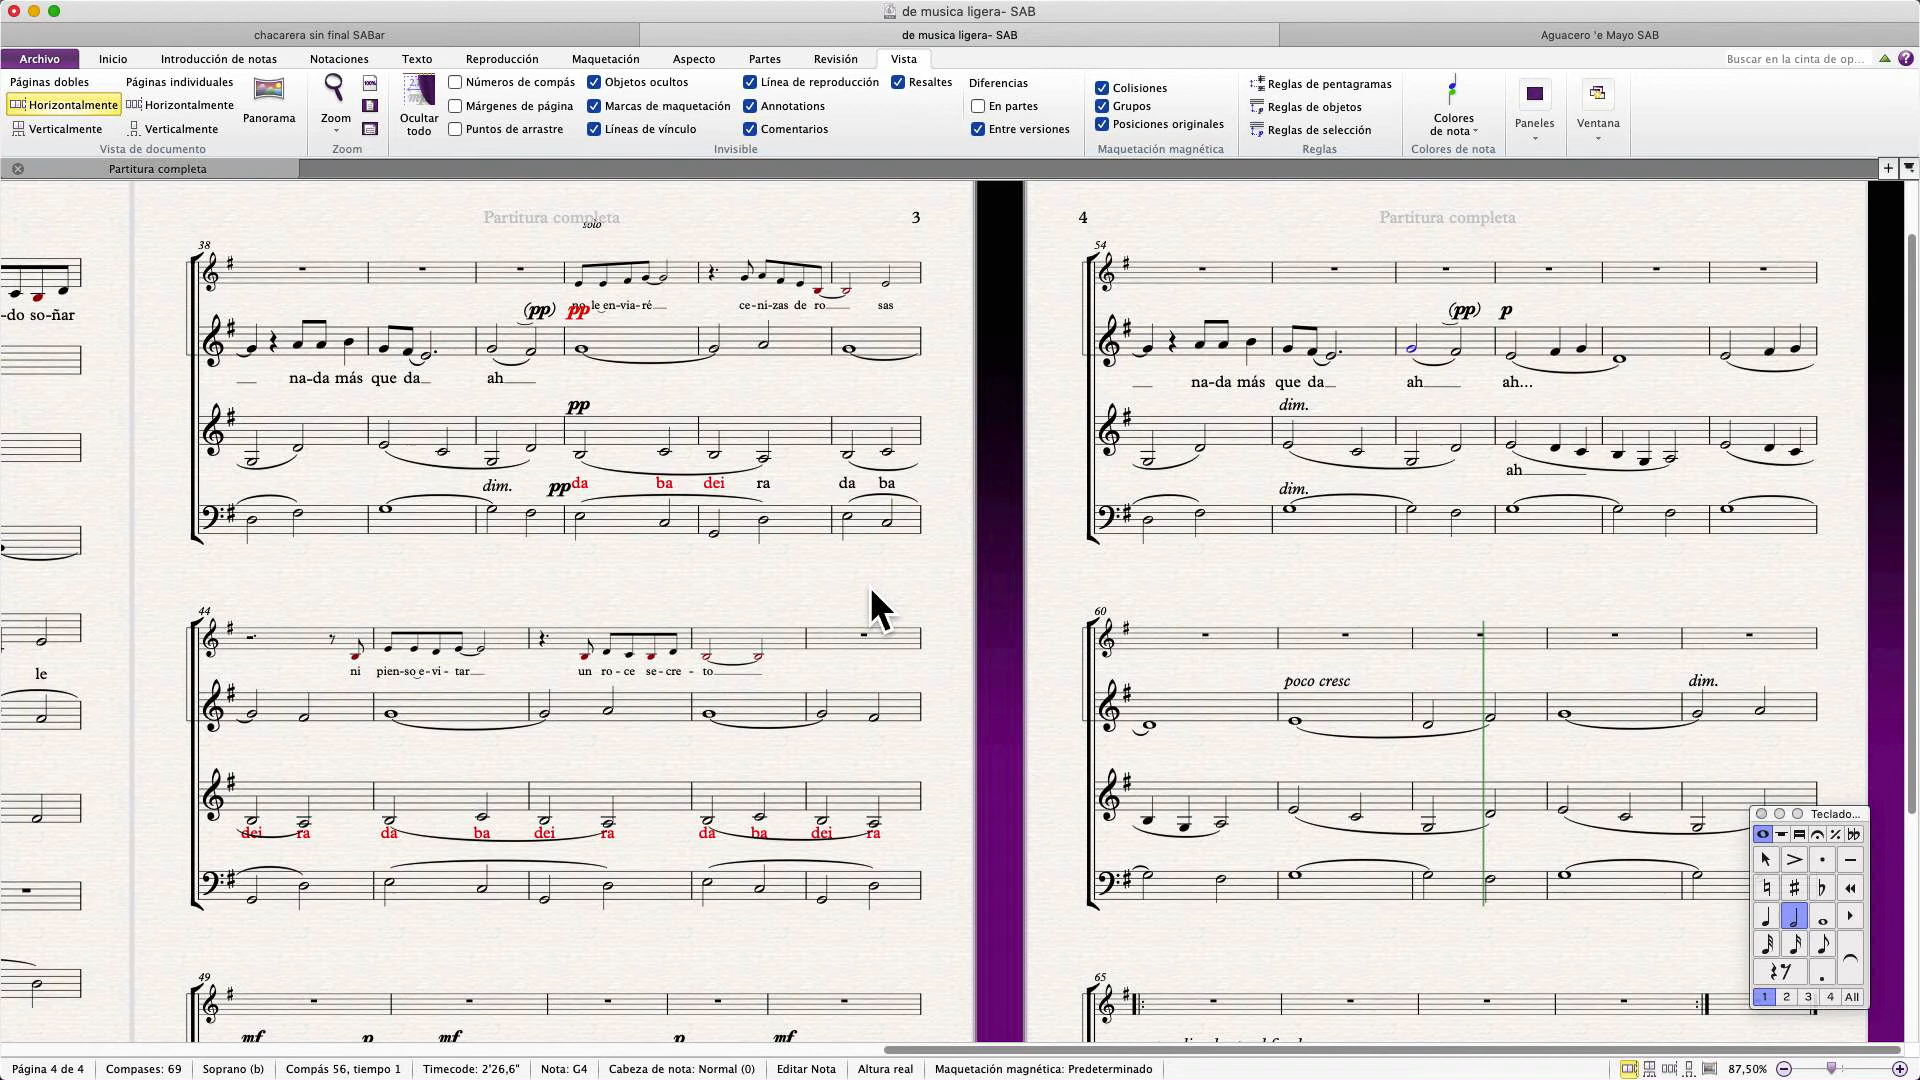 de musica ligera- SAB
chacarera sin final SABar
de musica ligera- SAB
Aguacero 'e Mayo SAB
Archivo
Inicio
Introducción de notas
Notaciones
Texto
Reproducción
Maquetación
Aspecto
Partes
Revisión
Vista
Buscar en la cinta de op...
Páginas dobles
Horizontalmente
Verticalmente
Páginas individuales
Horizontalmente
Verticalmente
Panorama
Vista de documento
Zoom
100%
Zoom
Ocultar
todo
Números de compás
Márgenes de página
Puntos de arrastre
Objetos ocultos
Marcas de maquetación
Líneas de vínculo
Línea de reproducción
Annotations
Comentarios
Resaltes
Invisible
Diferencias
En partes
Entre versiones
Colisiones
Grupos
Posiciones originales
Maquetación magnética
Reglas de pentagramas
Reglas de objetos
Reglas de selección
Reglas
Colores
de nota
Colores de nota
Paneles
Ventana
Partitura completa
-do so-ñar
le
Partitura completa
3
solo
38
no le en-via-ré
ce-ni-zas de ro
sas
(pp)
pp
na-da más que da
ah
pp
dim.
pp
da ba dei ra da ba
44
ni pien-so e-vi-tar
un ro-ce se-cre-to
dei ra da ba dei ra da ba dei ra
49
mf p mf p mf
4
Partitura completa
54
(pp)
p
na-da más que da
ah
ah...
dim.
ah
dim.
60
poco cresc
dim.
65
Teclado...
1 2 3 4 All
Página 4 de 4
Compases: 69
Soprano (b)
Compás 56, tiempo 1
Timecode: 2'26,6"
Nota: G4
Cabeza de nota: Normal (0)
Editar Nota
Altura real
Maquetación magnética: Predeterminado
87,50%